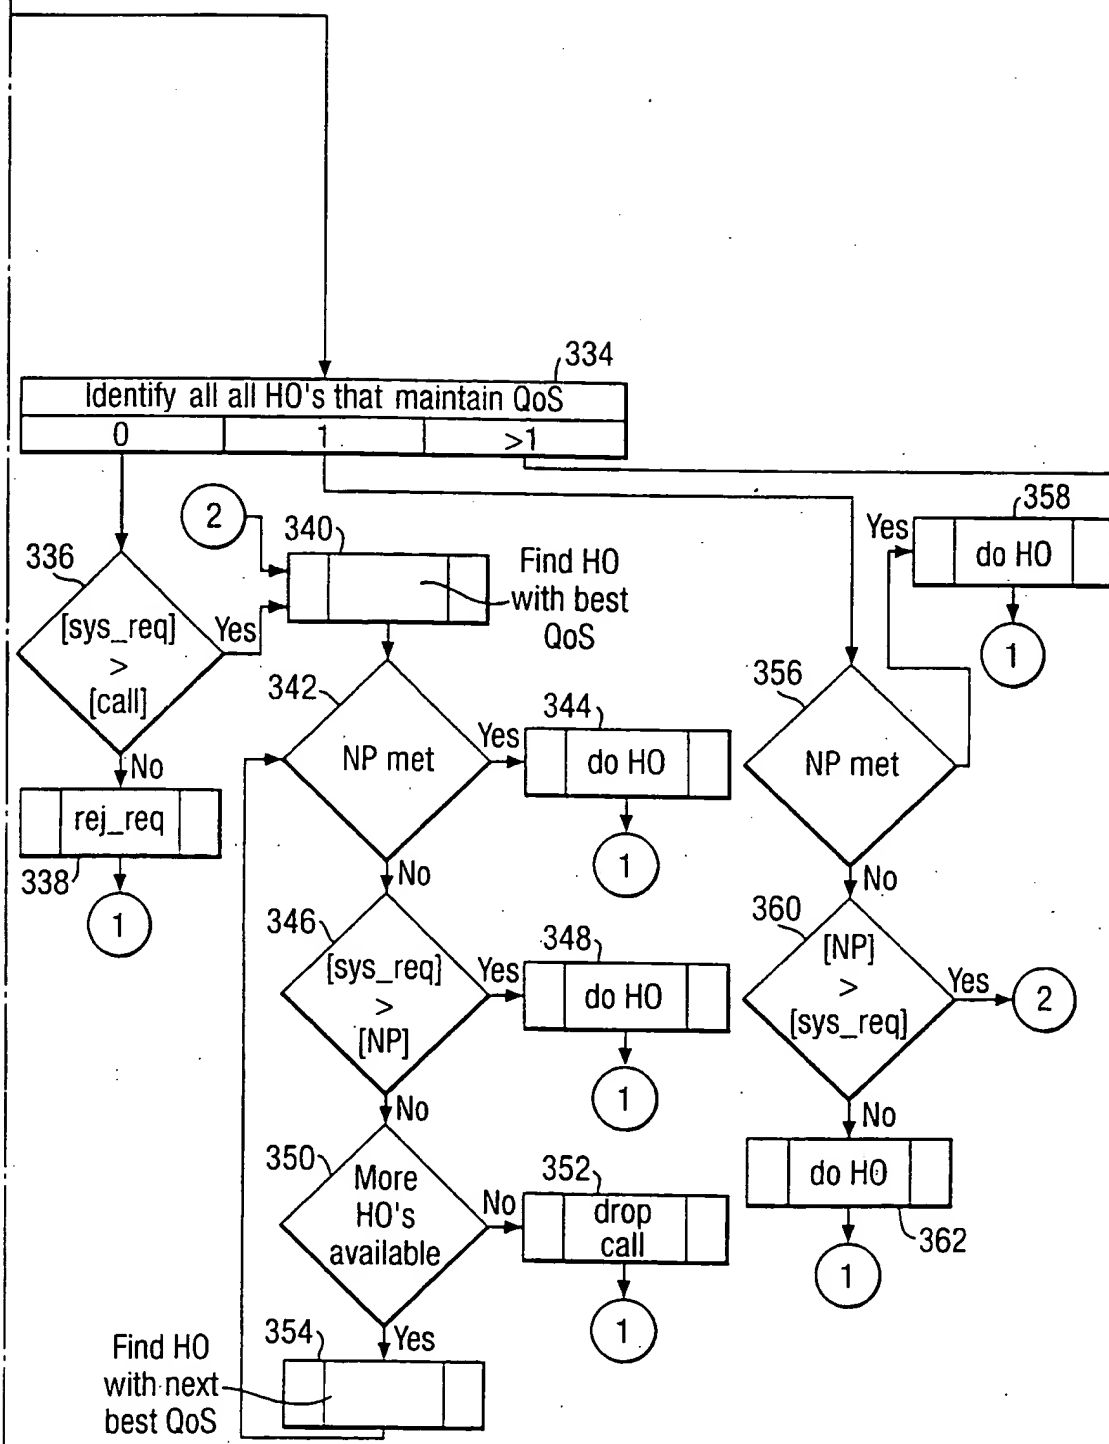 334
Identify all all HO's that maintain QoS
0 1 >1
2
340
Find HO
with best
QoS
358
Yes
do HO
1
336
[sys_req]
>
[call]
Yes
No
rej_req
338
1
342
NP met
Yes
344
do HO
1
No
356
NP met
No
346
[sys_req]
>
[NP]
Yes
348
do HO
1
No
360
[NP]
>
[sys_req]
Yes
2
No
do HO
362
1
350
More
HO's
available
No
352
drop
call
1
Yes
354
Find HO
with next
best QoS